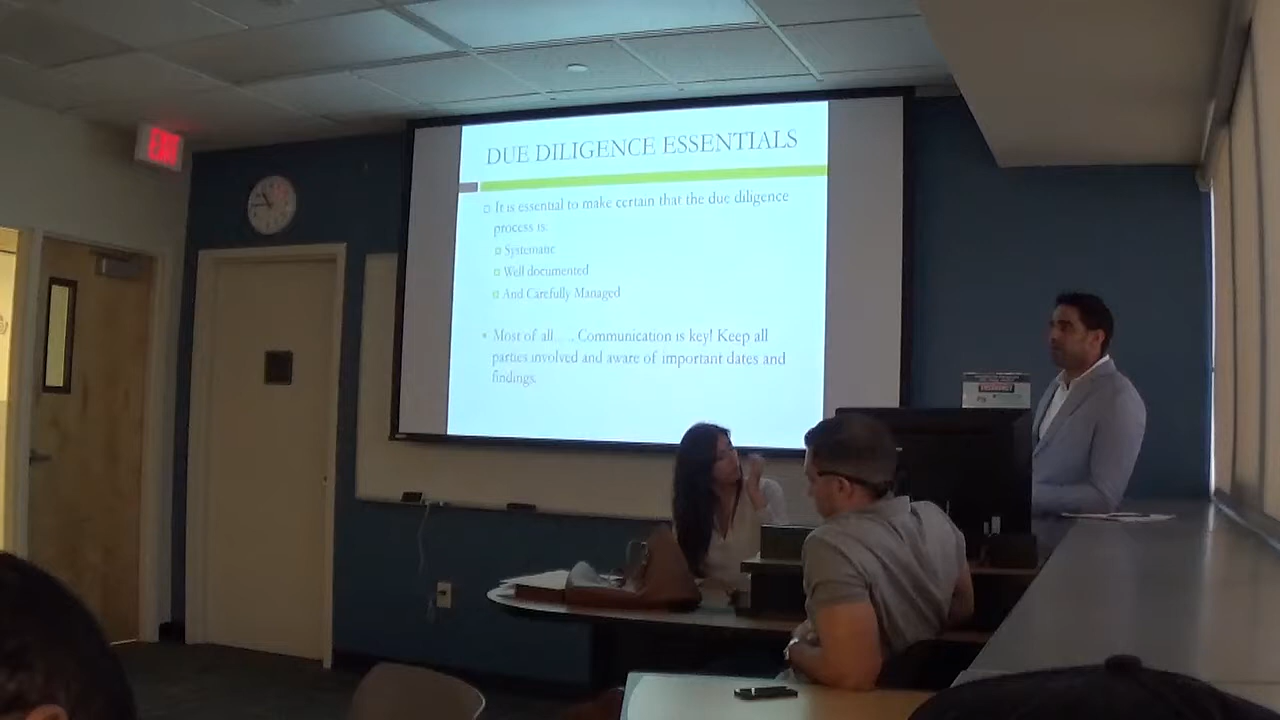 EXIT
DUE DILIGENCE ESSENTIALS
It is essential to make certain that the due diligence
process is:
Systematic
Well documented
And Carefully Managed
Most of all. . . Communication is key! Keep all
parties involved and aware of important dates and
findings.
EMERGENCY